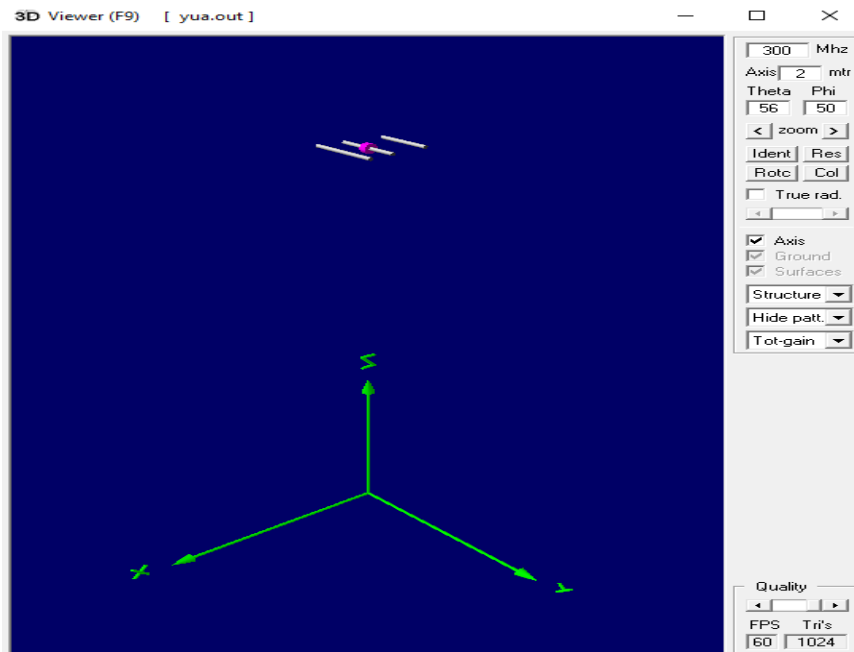 3D Viewer (F9) [ yua.out ]
300 Mhz
Axis 2 mtr
Theta Phi
56 50
< zoom >
Ident Res
Rotc Col
True rad.
Axis
Ground
Surfaces
Structure
Hide patt.
Tot-gain
Z
X
Y
Quality
FPS Tri's
60 1024